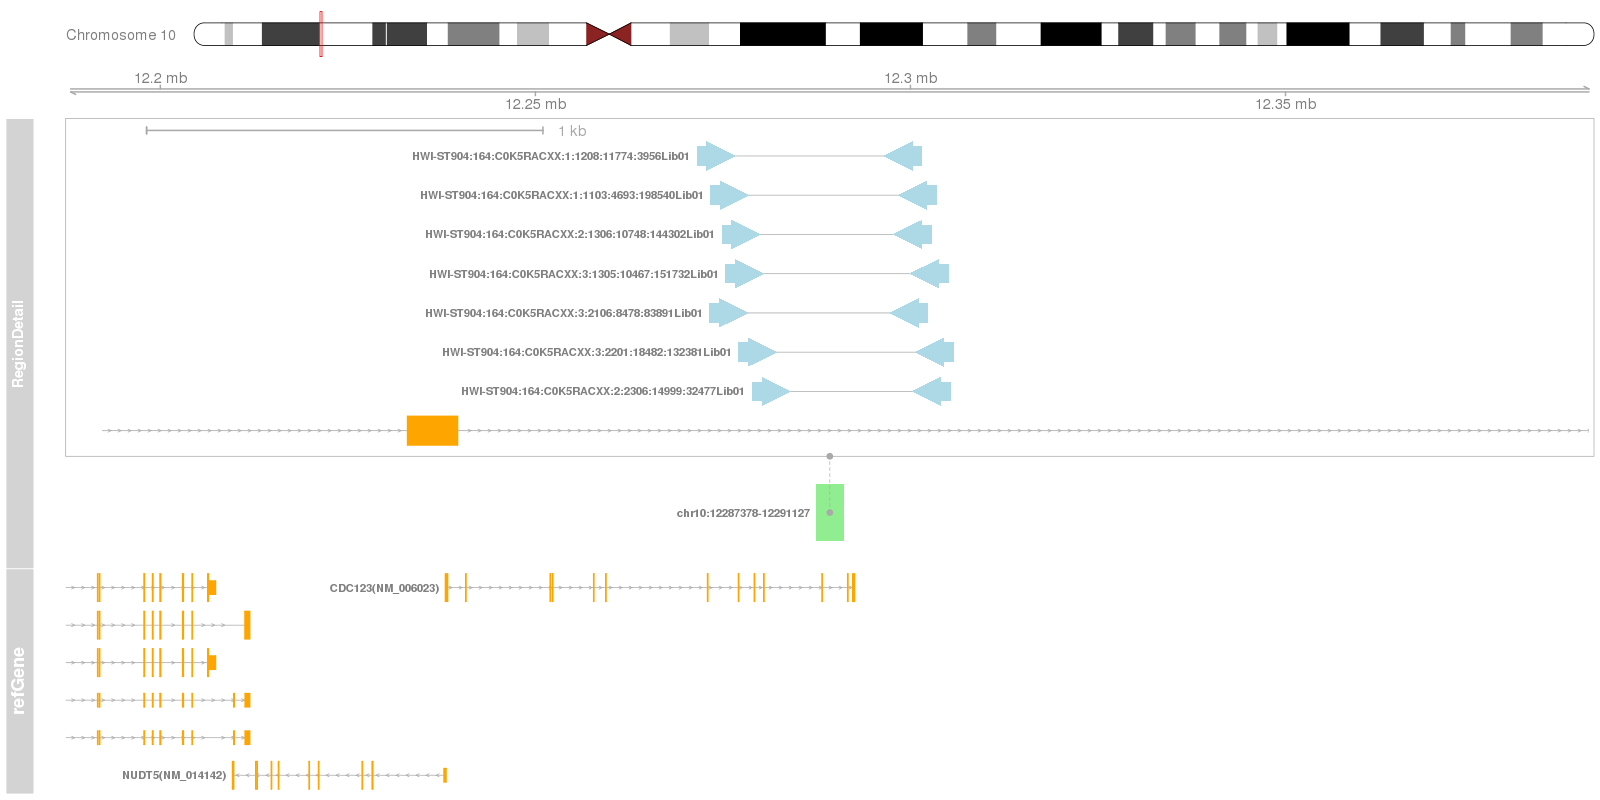 Chromosome 10
12.2 mb
12.3 mb
12.25 mb
12.35 mb
1 kb
HWI-ST904:164:C0K5RACXX:1:1208:11774:3956Lib01
HWI-ST904:164:C0K5RACXX:1:1103:4693:198540Lib01
HWI-ST904:164:C0K5RACXX:2:1306:10748:144302Lib01
HWI-ST904:164:C0K5RACXX:3:1305:10467:151732Lib01
HWI-ST904:164:C0K5RACXX:3:2106:8478:83891Lib01
HWI-ST904:164:C0K5RACXX:3:2201:18482:132381Lib01
HWI-ST904:164:C0K5RACXX:2:2306:14999:32477Lib01
RegionDetail
chr10:12287378-12291127
CDC123(NM_006023)
refGene
NUDT5(NM_014142)